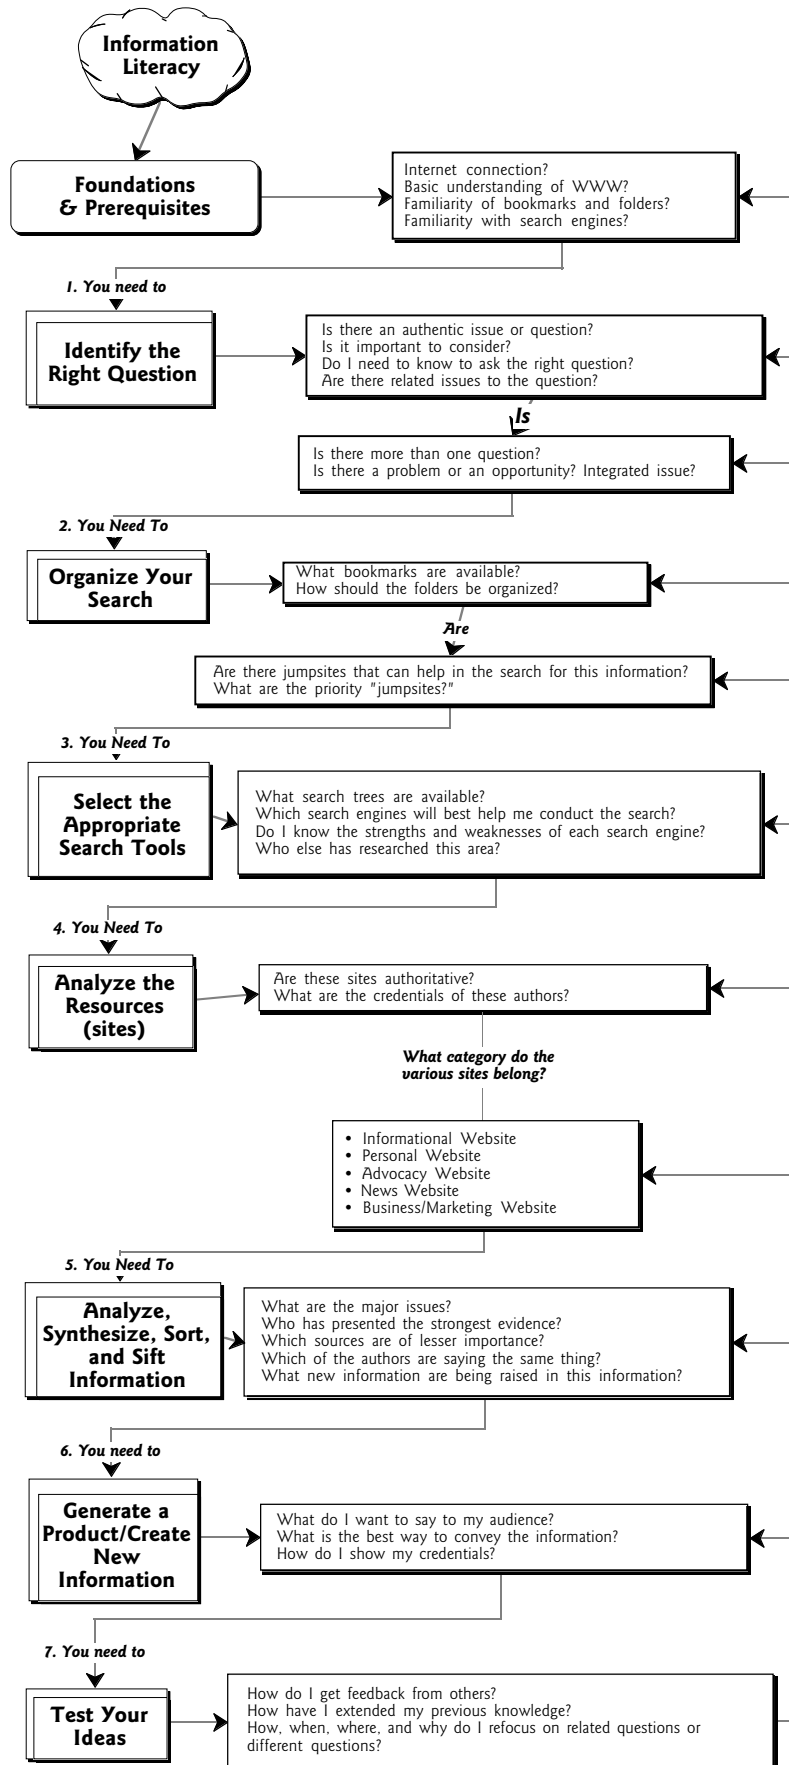 Information
Literacy
Foundations
& Prerequisites
Internet connection?
Basic understanding of WWW?
Familiarity of bookmarks and folders?
Familiarity with search engines?
1. You need to
Identify the
Right Question
Is there an authentic issue or question?
Is it important to consider?
Do I need to know to ask the right question?
Are there related issues to the question?
Is
Is there more than one question?
Is there a problem or an opportunity? Integrated issue?
2. You Need To
Organize Your
Search
What bookmarks are available?
How should the folders be organized?
Are
Are there jumpsites that can help in the search for this information?
What are the priority "jumpsites?"
3. You Need To
Select the
Appropriate
Search Tools
What search trees are available?
Which search engines will best help me conduct the search?
Do I know the strengths and weaknesses of each search engine?
Who else has researched this area?
4. You Need To
Analyze the
Resources
(sites)
Are these sites authoritative?
What are the credentials of these authors?
What category do the
various sites belong?
• Informational Website
• Personal Website
• Advocacy Website
• News Website
• Business/Marketing Website
5. You Need To
Analyze,
Synthesize, Sort,
and Sift
Information
What are the major issues?
Who has presented the strongest evidence?
Which sources are of lesser importance?
Which of the authors are saying the same thing?
What new information are being raised in this information?
6. You need to
Generate a
Product/Create
New
Information
What do I want to say to my audience?
What is the best way to convey the information?
How do I show my credentials?
7. You need to
Test Your
Ideas
How do I get feedback from others?
How have I extended my previous knowledge?
How, when, where, and why do I refocus on related questions or
different questions?